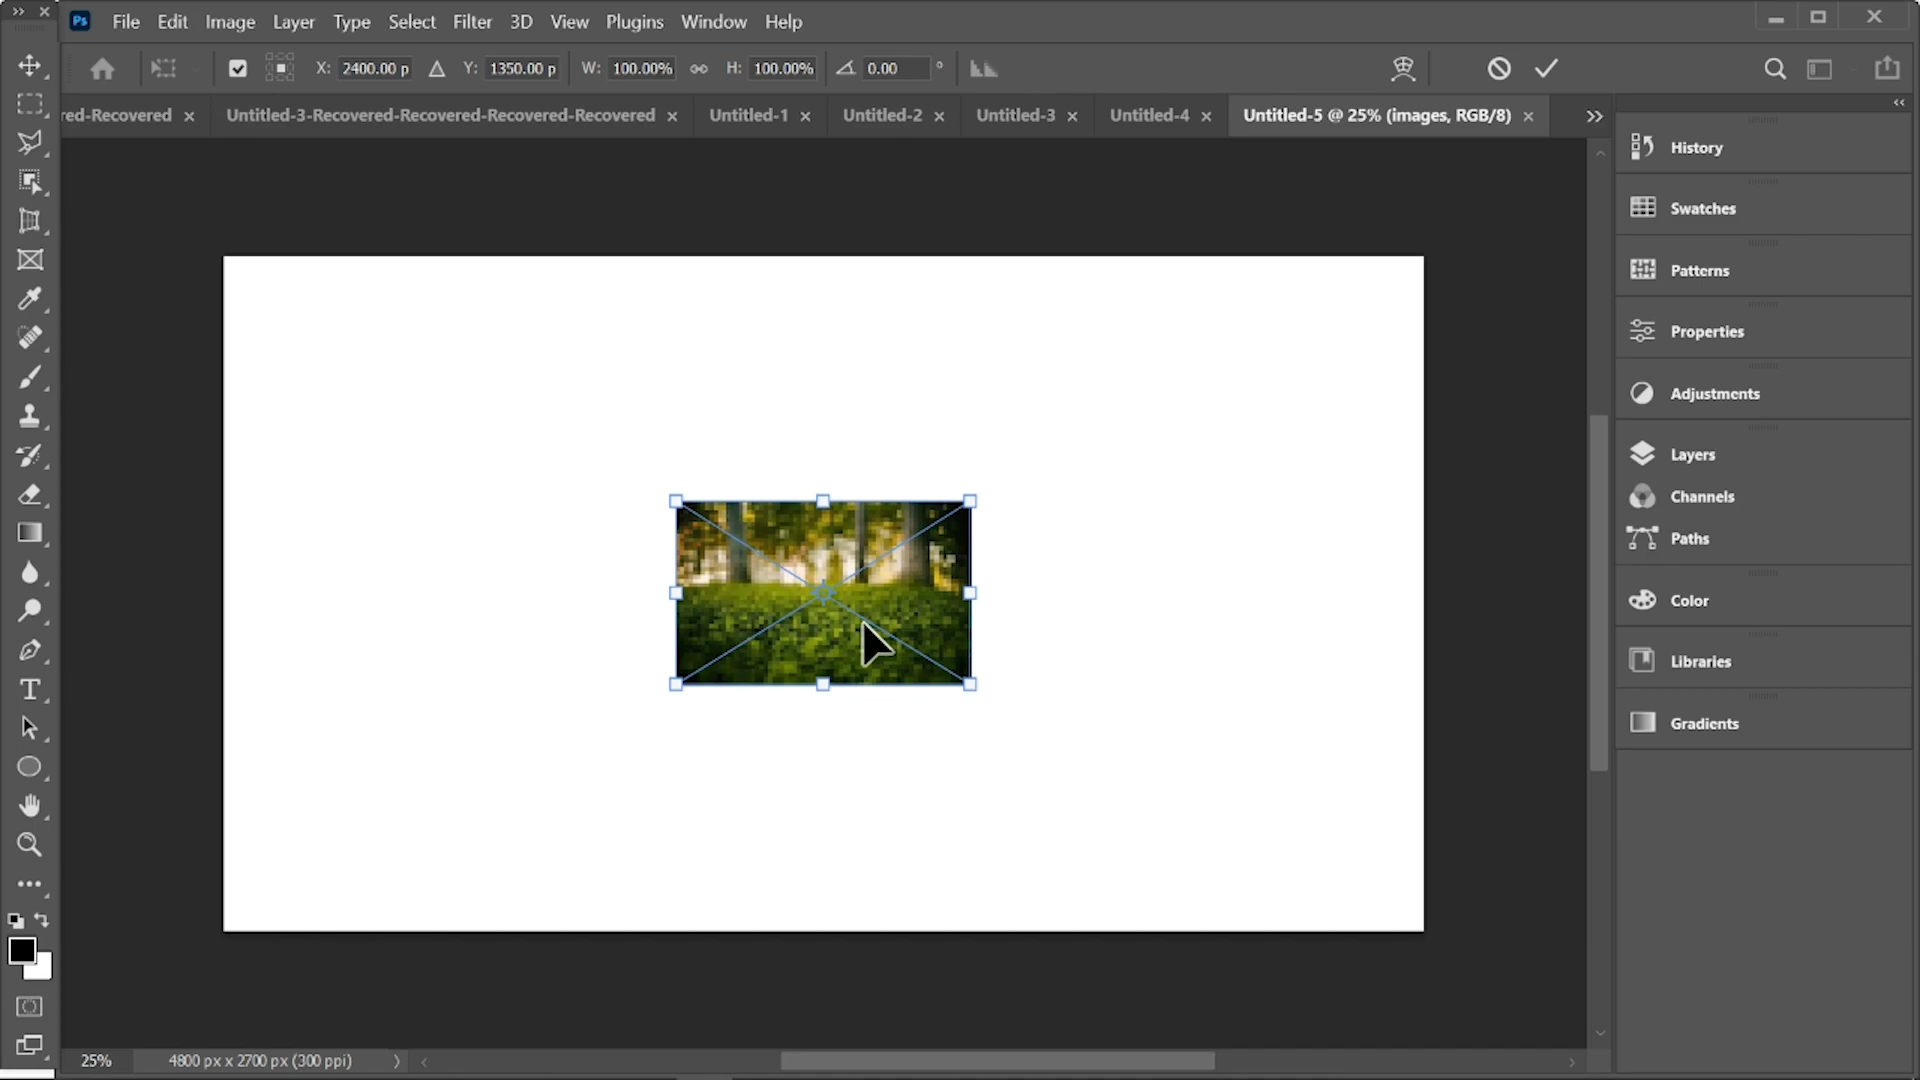 Ps File Edit Image Layer Type Select Filter 3D View Plugins Window Help
X: 2400.00 p Y: 1350.00 p W: 100.00% H: 100.00% 0.00 °
red-Recovered × Untitled-3-Recovered-Recovered-Recovered-Recovered × Untitled-1 × Untitled-2 × Untitled-3 × Untitled-4 × Untitled-5 @ 25% (images, RGB/8) ×
History
Swatches
Patterns
Properties
Adjustments
Layers
Channels
Paths
Color
Libraries
Gradients
25% 4800 px x 2700 px (300 ppi)